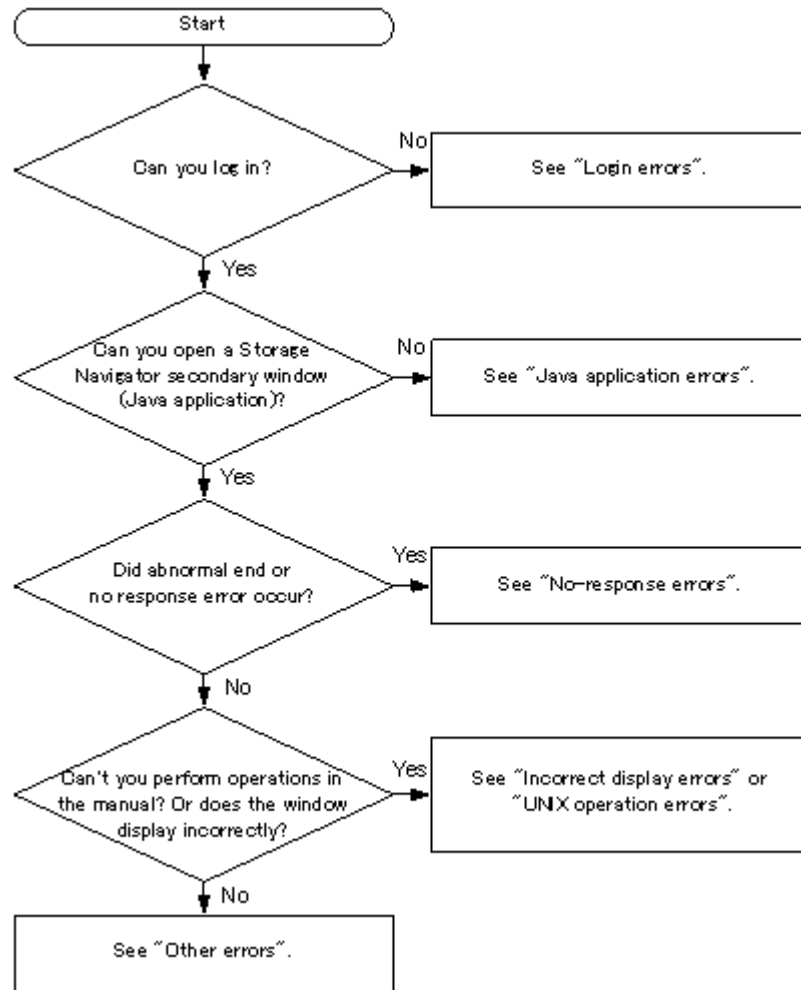 Start
Can you log in?
No
See "Login errors".
Yes
Can you open a Storage
Navigator secondary window
(Java application)?
No
See "Java application errors".
Yes
Did abnormal end or
no response error occur?
Yes
See "No-response errors".
No
Can't you perform operations in
the manual? Or does the window
display incorrectly?
Yes
See "Incorrect display errors" or
"UNIX operation errors".
No
See "Other errors".